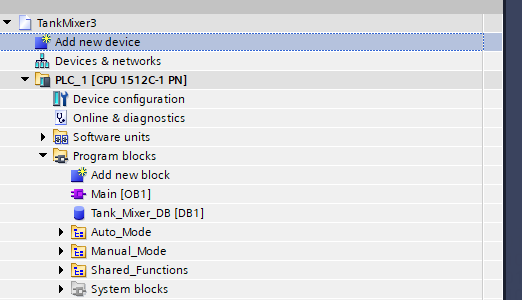 TankMixer3
Add new device
Devices & networks
PLC_1 [CPU 1512C-1 PN]
Device configuration
Online & diagnostics
Software units
Program blocks
Add new block
Main [OB1]
Tank_Mixer_DB [DB1]
Auto_Mode
Manual_Mode
Shared_Functions
System blocks